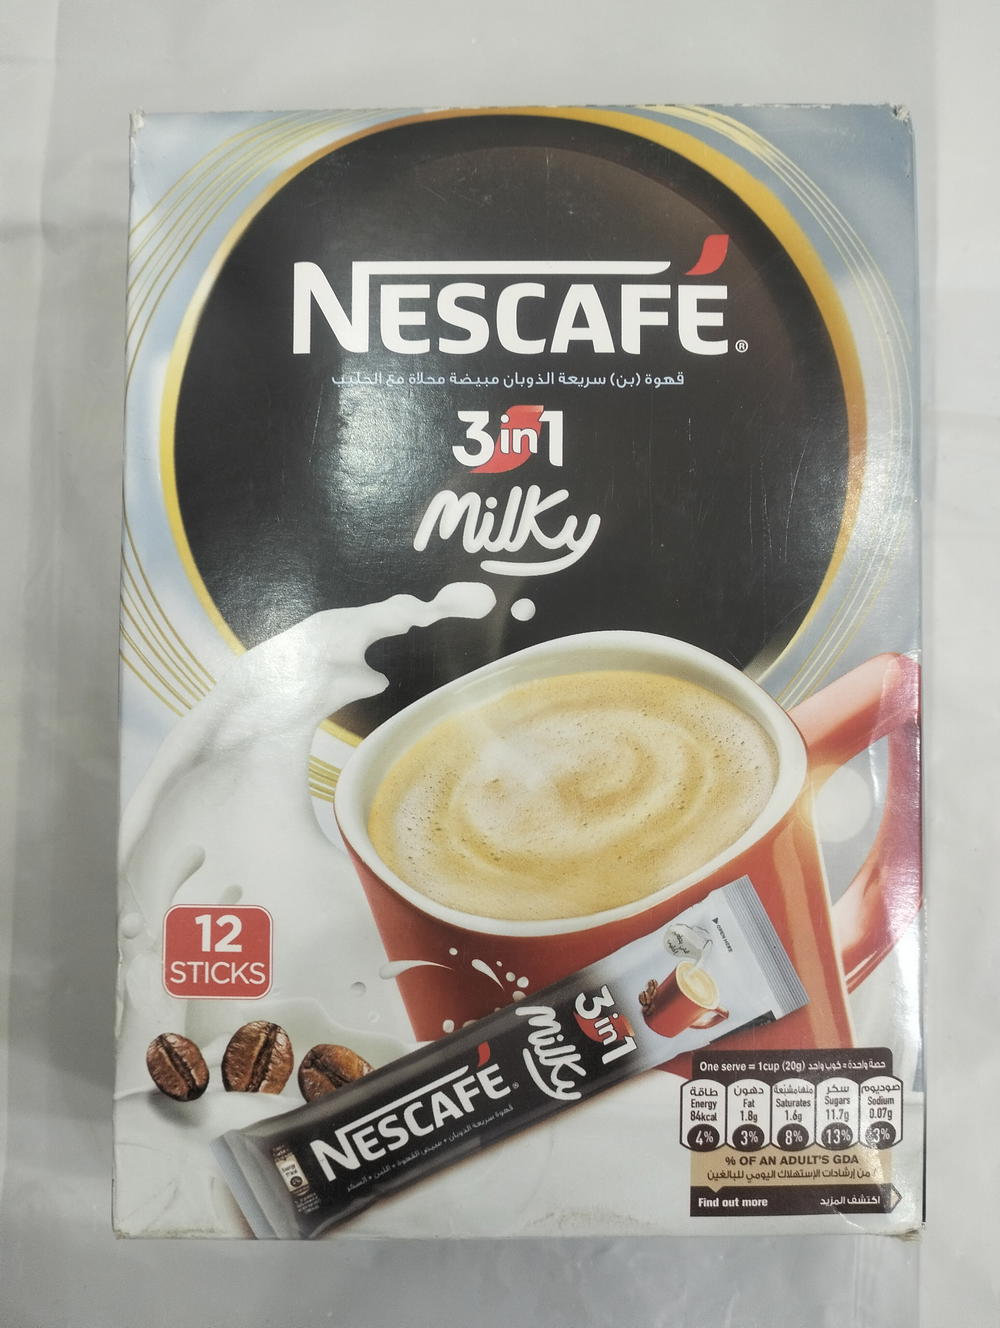 NESCAFÉ®
قهوة (بن) سريعة الذوبان مبيضة محلاة مع الحليب
3in1
Milky
12
STICKS
OPEN HERE
3in1
Milky
NESCAFÉ®
One serve = 1cup (20g) حصة واحدة = كوب واحد
طاقة دهون منها مشبعة سكر صوديوم
Energy Fat Saturates Sugars Sodium
84kcal 1.8g 1.6g 11.7g 0.07g
4% 3% 8% 13% 3%
% OF AN ADULT'S GDA
من إرشادات الإستهلاك اليومي للبالغين
Find out more اكتشف المزيد